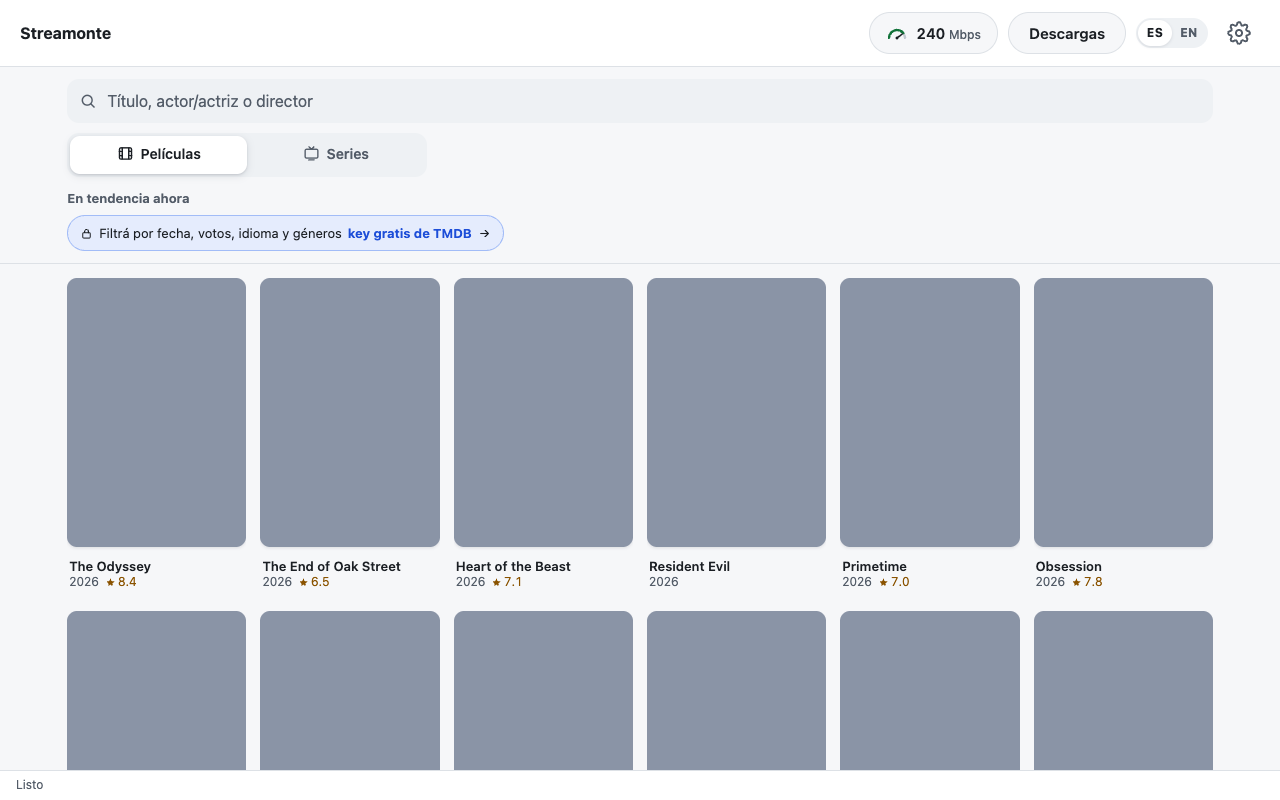 Streamonte
240 Mbps
Descargas
ES EN
Título, actor/actriz o director
Películas
Series
En tendencia ahora
Filtrá por fecha, votos, idioma y géneros key gratis de TMDB →
The Odyssey
2026 ★ 8.4
The End of Oak Street
2026 ★ 6.5
Heart of the Beast
2026 ★ 7.1
Resident Evil
2026
Primetime
2026 ★ 7.0
Obsession
2026 ★ 7.8
Listo